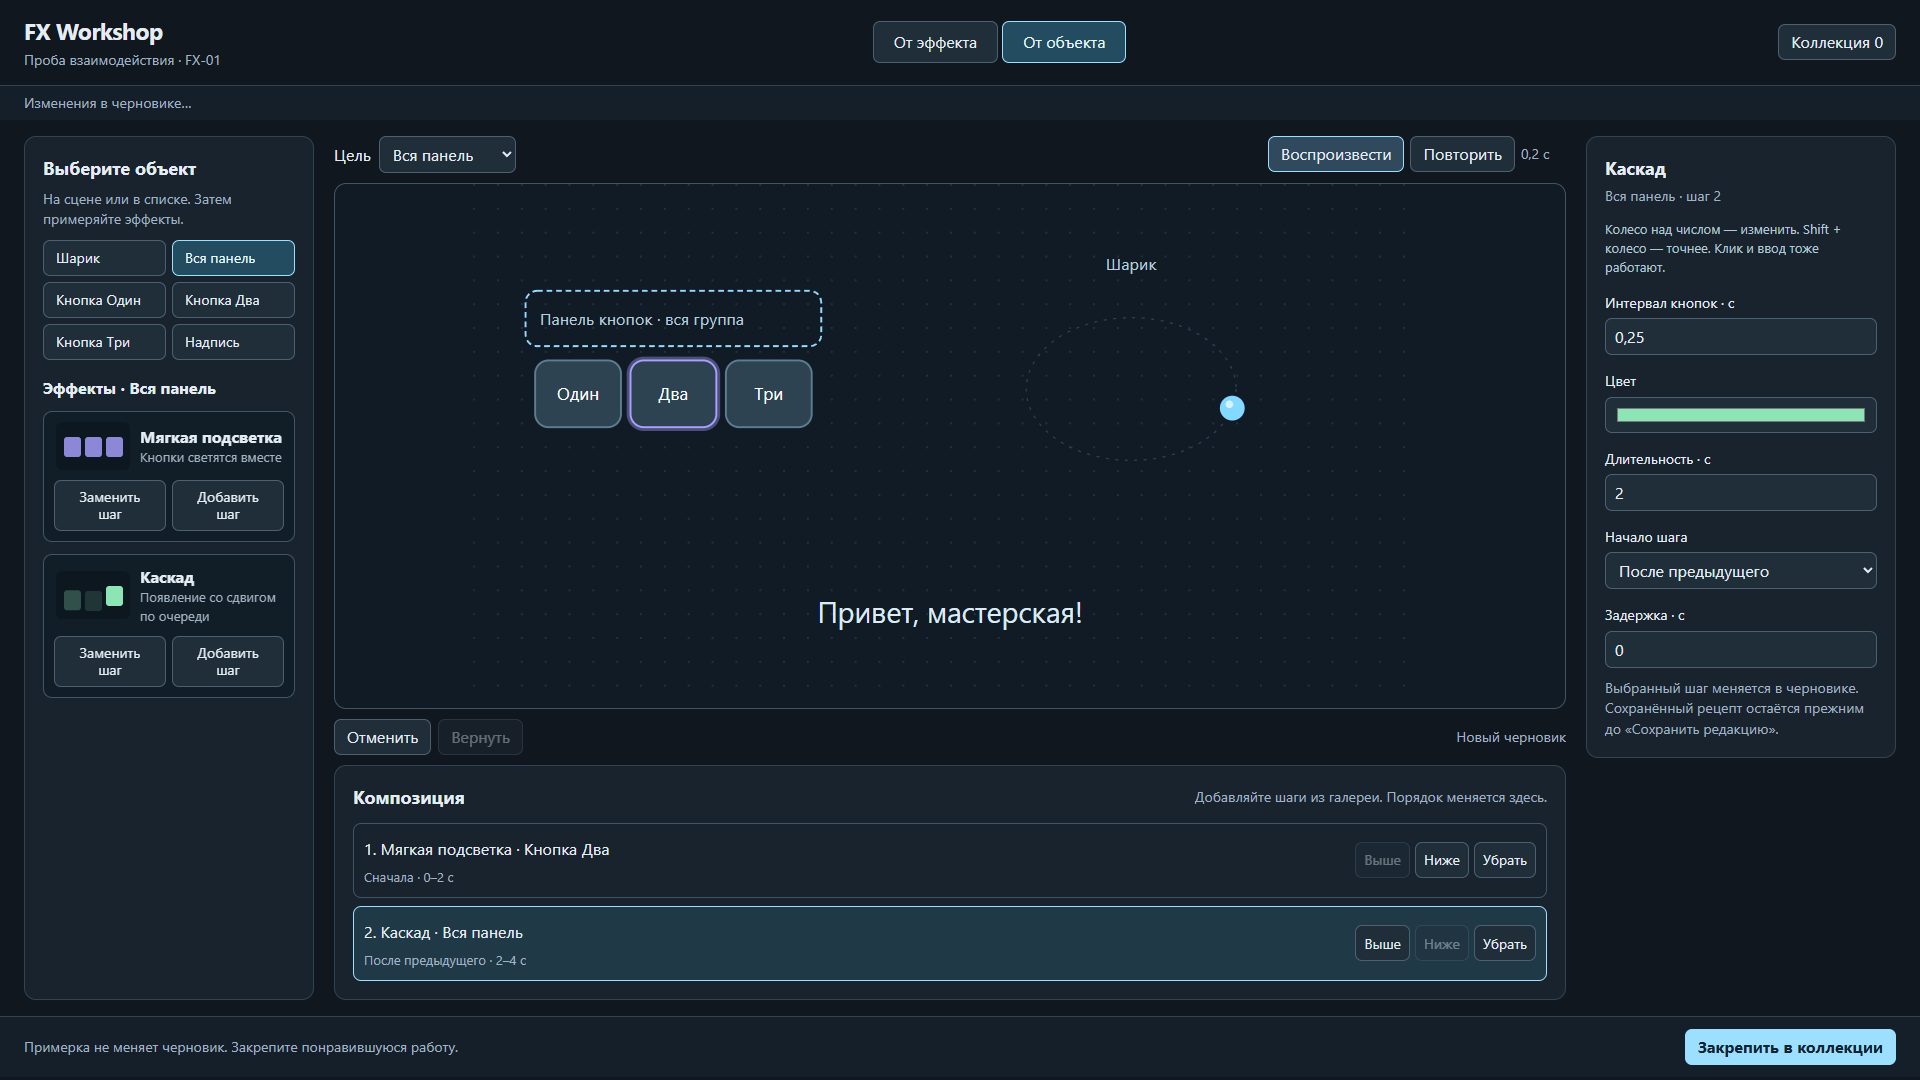 FX Workshop
Проба взаимодействия · FX-01
От эффекта
От объекта
Коллекция 0
Изменения в черновике...
Выберите объект
На сцене или в списке. Затем
примеряйте эффекты.
Шарик
Вся панель
Кнопка Один
Кнопка Два
Кнопка Три
Надпись
Эффекты · Вся панель
Мягкая подсветка
Кнопки светятся вместе
Заменить
шаг
Добавить
шаг
Каскад
Появление со сдвигом
по очереди
Заменить
шаг
Добавить
шаг
Цель
Вся панель
Воспроизвести
Повторить
0,2 с
Шарик
Панель кнопок · вся группа
Один
Два
Три
Привет, мастерская!
Отменить
Вернуть
Новый черновик
Композиция
Добавляйте шаги из галереи. Порядок меняется здесь.
1. Мягкая подсветка · Кнопка Два
Сначала · 0–2 с
Выше
Ниже
Убрать
2. Каскад · Вся панель
После предыдущего · 2–4 с
Выше
Ниже
Убрать
Каскад
Вся панель · шаг 2
Колесо над числом — изменить. Shift +
колесо — точнее. Клик и ввод тоже
работают.
Интервал кнопок · с
0,25
Цвет
Длительность · с
2
Начало шага
После предыдущего
Задержка · с
0
Выбранный шаг меняется в черновике.
Сохранённый рецепт остаётся прежним
до «Сохранить редакцию».
Примерка не меняет черновик. Закрепите понравившуюся работу.
Закрепить в коллекции